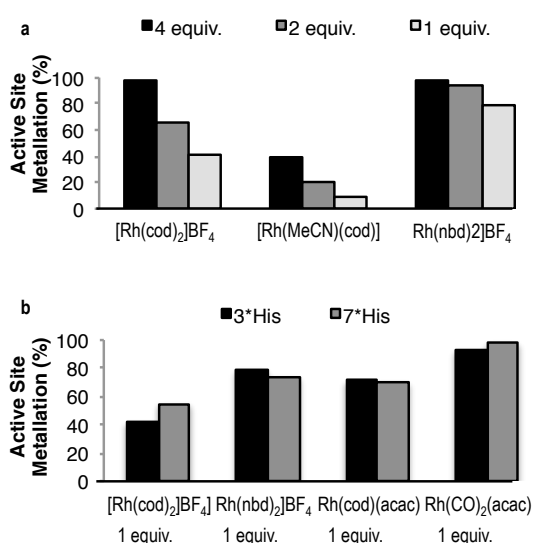 a
■4 equiv. ■2 equiv. □1 equiv.
Active Site
Metallation (%)
100
80
60
40
20
0
[Rh(cod)₂]BF₄ [Rh(MeCN)(cod)] Rh(nbd)2]BF₄
b
■3*His ■7*His
Active Site
Metallation (%)
100
80
60
40
20
0
[Rh(cod)₂]BF₄] Rh(nbd)₂]BF₄ Rh(cod)(acac) Rh(CO)₂(acac)
1 equiv. 1 equiv. 1 equiv. 1 equiv.